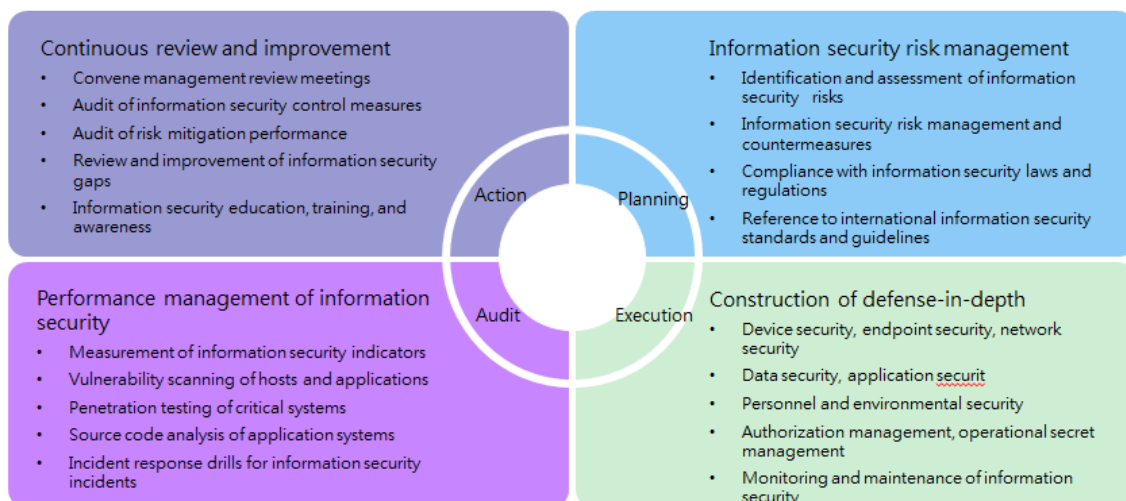 Continuous review and improvement
• Convene management review meetings
• Audit of information security control measures
• Audit of risk mitigation performance
• Review and improvement of information security
gaps
• Information security education, training, and
awareness
Action
Information security risk management
• Identification and assessment of information
security risks
• Information security risk management and
countermeasures
• Compliance with information security laws and
regulations
• Reference to international information security
standards and guidelines
Planning
Performance management of information
security
• Measurement of information security indicators
• Vulnerability scanning of hosts and applications
• Penetration testing of critical systems
• Source code analysis of application systems
• Incident response drills for information security
incidents
Audit
Construction of defense-in-depth
• Device security, endpoint security, network
security
• Data security, application securit
• Personnel and environmental security
• Authorization management, operational secret
management
• Monitoring and maintenance of information
security
Execution